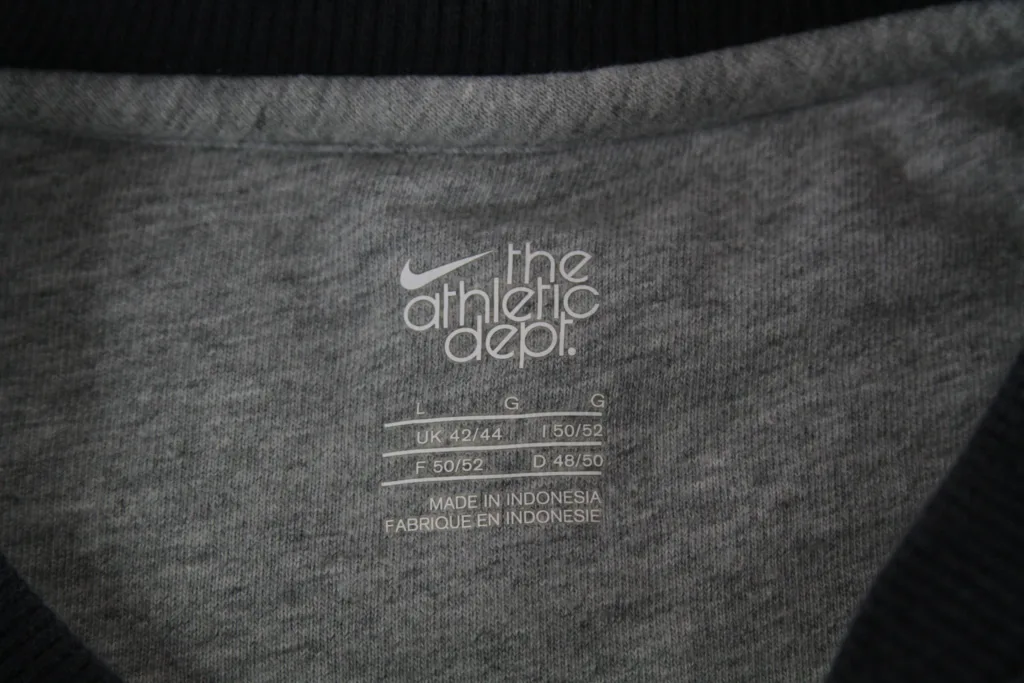 the
athletic
dept.
L G G
UK 42/44 I 50/52
F 50/52 D 48/50
MADE IN INDONESIA
FABRIQUE EN INDONESIE